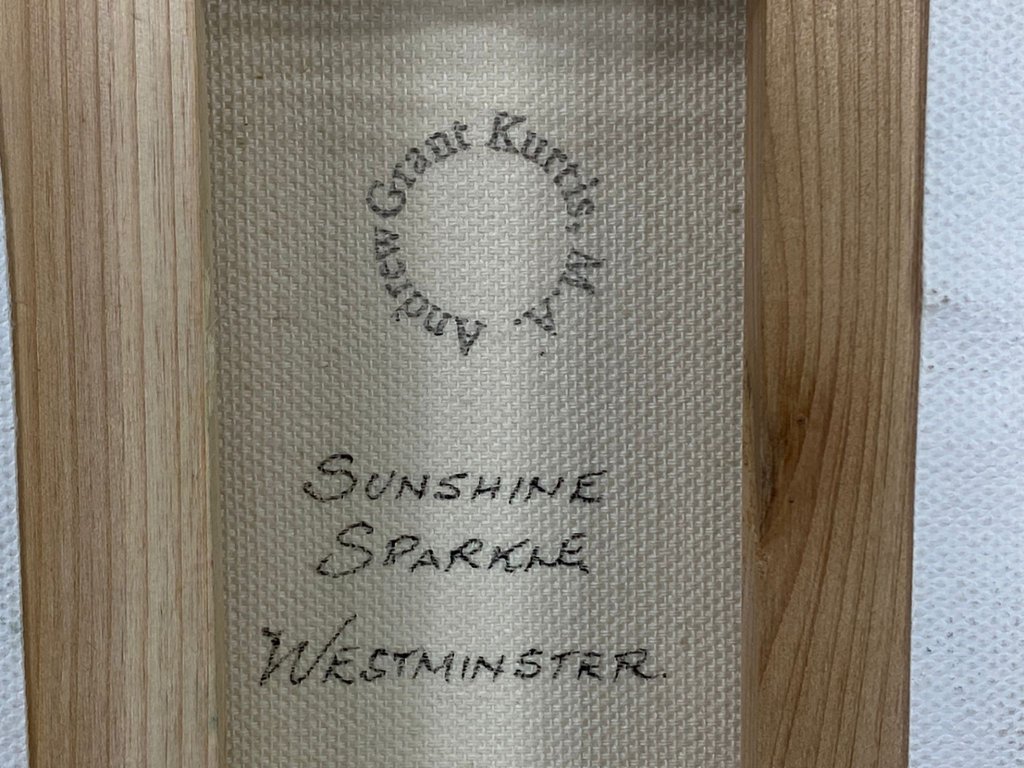 Andrew Grant Kurtis. M.A.
SUNSHINE
SPARKLE
WESTMINSTER.